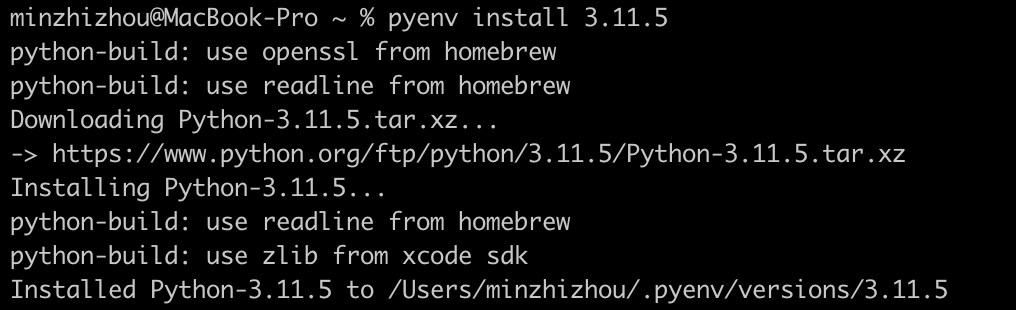 minzhizhou@MacBook-Pro ~ % pyenv install 3.11.5
python-build: use openssl from homebrew
python-build: use readline from homebrew
Downloading Python-3.11.5.tar.xz...
-> https://www.python.org/ftp/python/3.11.5/Python-3.11.5.tar.xz
Installing Python-3.11.5...
python-build: use readline from homebrew
python-build: use zlib from xcode sdk
Installed Python-3.11.5 to /Users/minzhizhou/.pyenv/versions/3.11.5